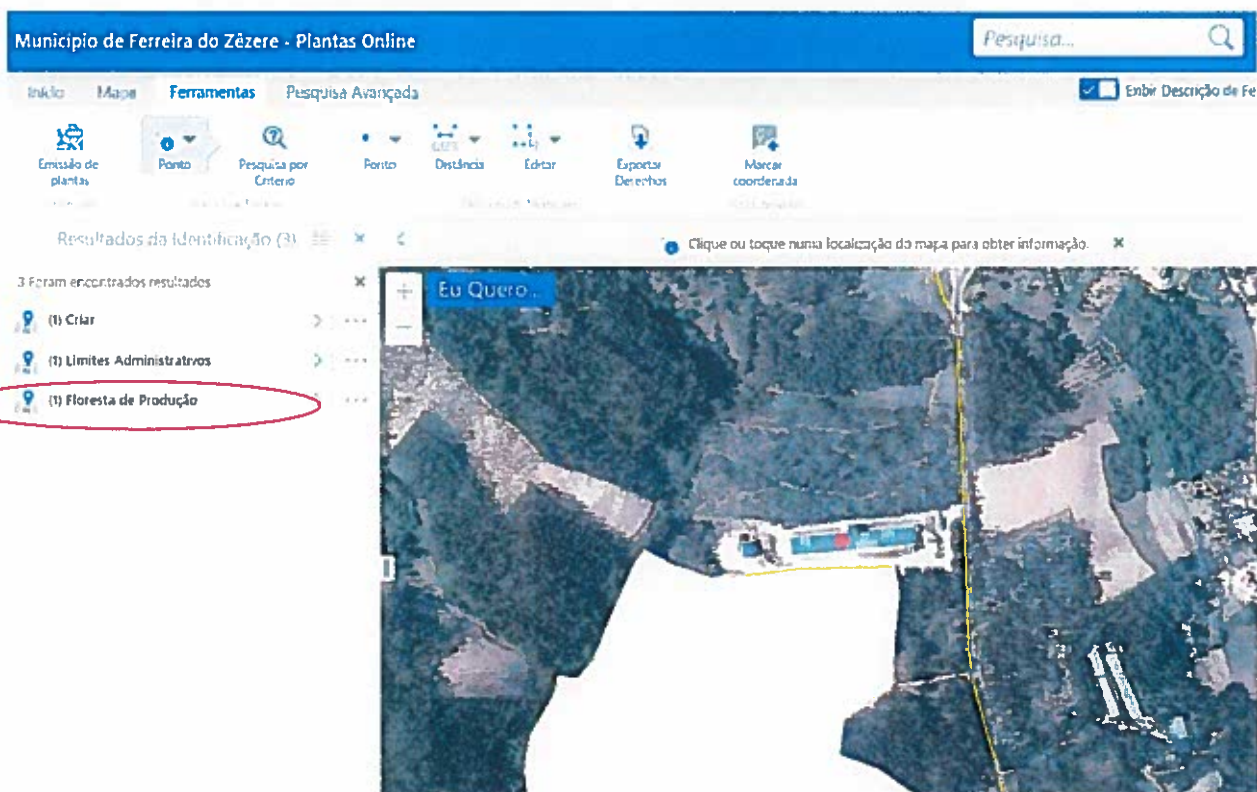 Município de Ferreira do Zêzere - Plantas Online
Pesquisa...
Início Mapa Ferramentas Pesquisa Avançada
Exibir Descrição de Fe
Emissão de plantas
Ponto
Pesquisa por Criterio
Ponto
Distância
Editar
Exportar Desenhos
Marcar coordenada
Resultados da Identificação (3)
Clique ou toque numa localização do mapa para obter informação.
3 Foram encontrados resultados
Eu Quero...
(1) Criar
(1) Limites Administrativos
(1) Floresta de Produção